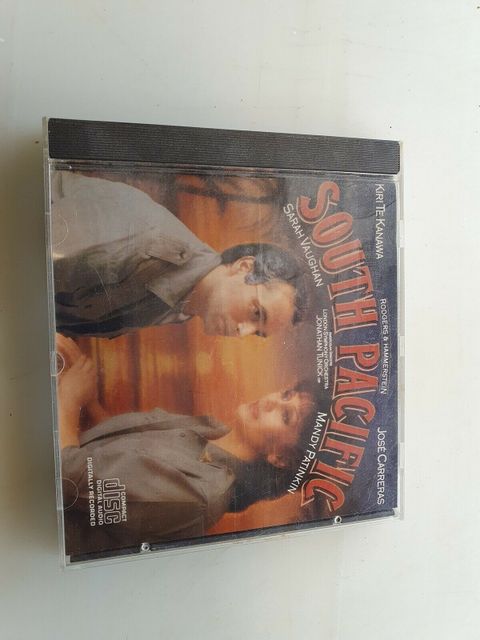 KIRI TE KANAWA
JOSÉ CARRERAS
RODGERS & HAMMERSTEIN
SOUTH PACIFIC
SARAH VAUGHAN
MANDY PATINKIN
LONDON SYMPHONY ORCHESTRA
JONATHAN TUNICK
COMPACT
disc
DIGITAL AUDIO
DIGITALLY RECORDED